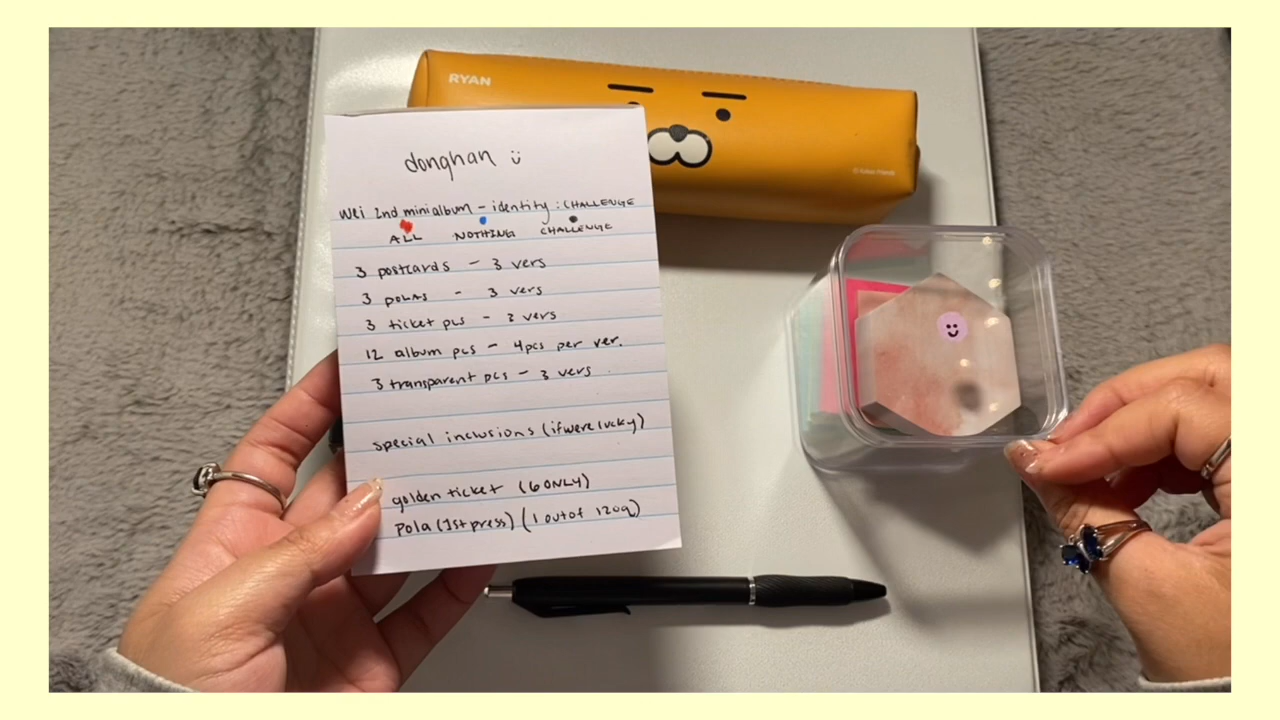 RYAN
donghan ü
WEi 2nd mini album - identity : CHALLENGE
ALL NOTHING CHALLENGE
3 postcards - 3 vers
3 polas - 3 vers
3 ticket pcs - 3 vers
12 album pcs - 4pcs per ver.
3 transparent pcs - 3 vers
special inclusions (if we're lucky)
golden ticket (6 ONLY)
pola (1st press) (1 out of 120q)